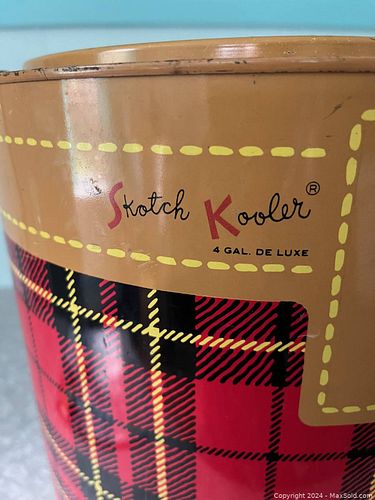 Skotch Kooler®
4 GAL. DE LUXE
Copyright 2024 - MaxSold.com